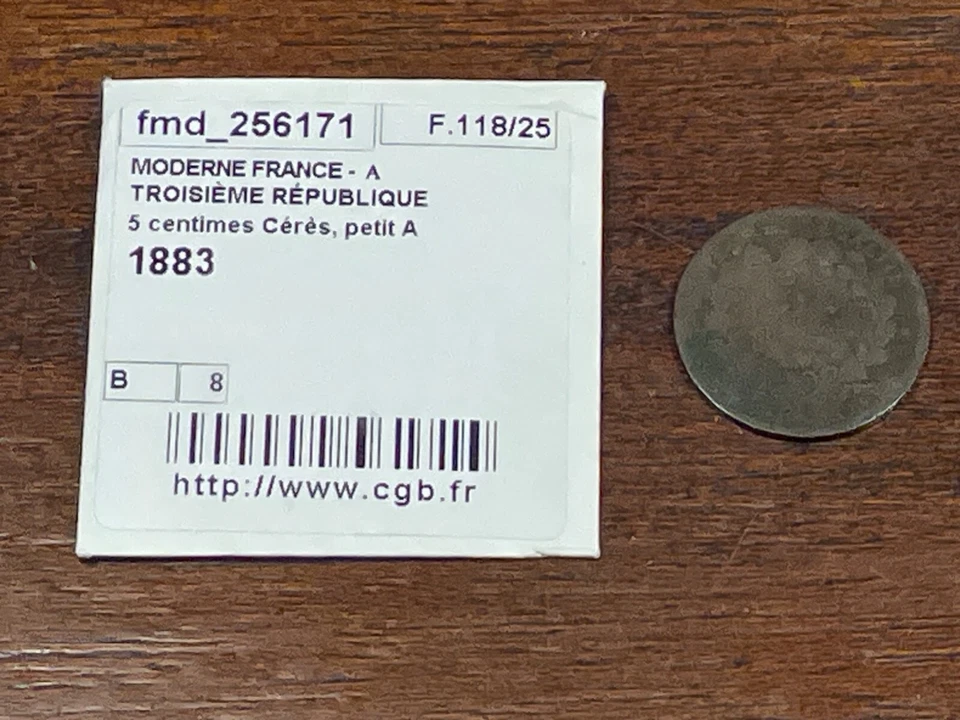 fmd_256171 F.118/25
MODERNE FRANCE - A
TROISIÈME RÉPUBLIQUE
5 centimes Cérès, petit A
1883
B 8
http://www.cgb.fr